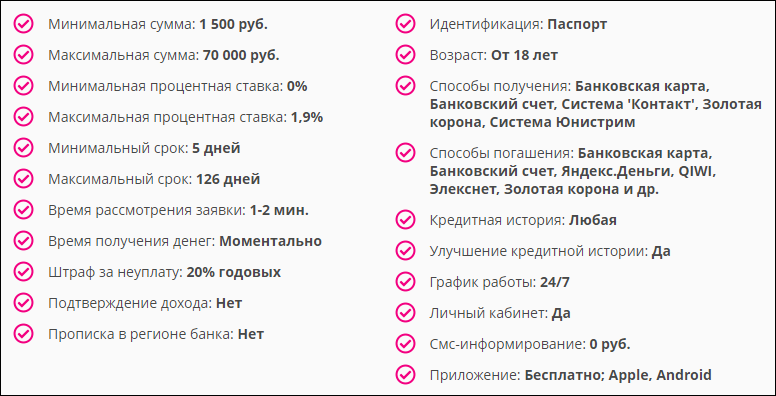 Минимальная сумма: 1 500 руб.
Максимальная сумма: 70 000 руб.
Минимальная процентная ставка: 0%
Максимальная процентная ставка: 1,9%
Минимальный срок: 5 дней
Максимальный срок: 126 дней
Время рассмотрения заявки: 1-2 мин.
Время получения денег: Моментально
Штраф за неуплату: 20% годовых
Подтверждение дохода: Нет
Прописка в регионе банка: Нет
Идентификация: Паспорт
Возраст: От 18 лет
Способы получения: Банковская карта,
Банковский счет, Система 'Контакт', Золотая
корона, Система Юнистрим
Способы погашения: Банковская карта,
Банковский счет, Яндекс.Деньги, QIWI,
Элекснет, Золотая корона и др.
Кредитная история: Любая
Улучшение кредитной истории: Да
График работы: 24/7
Личный кабинет: Да
Смс-информирование: 0 руб.
Приложение: Бесплатно; Apple, Android